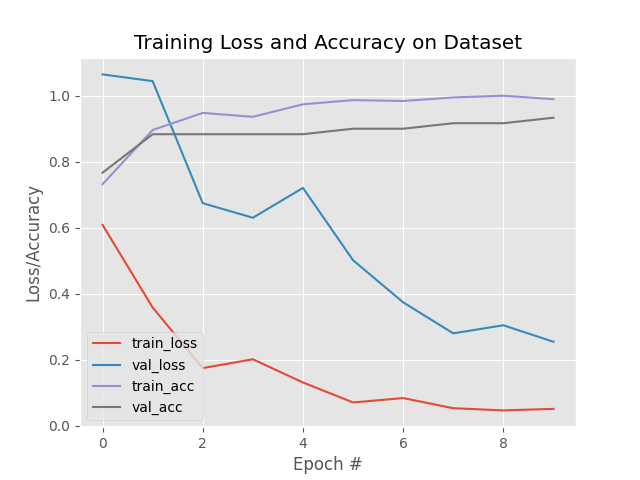 Training Loss and Accuracy on Dataset
Loss/Accuracy
1.0
0.8
0.6
0.4
0.2
0.0
train_loss
val_loss
train_acc
val_acc
0 2 4 6 8
Epoch #